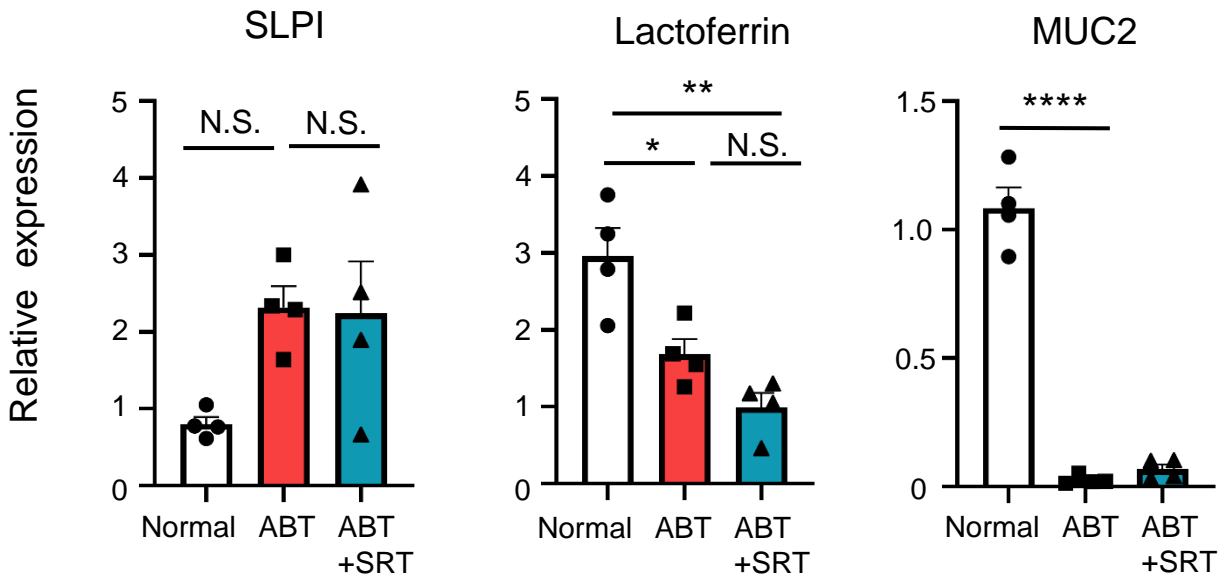 SLPI
Relative expression
5
4
3
2
1
0
N.S.
N.S.
Normal
ABT
ABT
+SRT
Lactoferrin
5
4
3
2
1
0
**
*
N.S.
Normal
ABT
ABT
+SRT
MUC2
1.5
1.0
0.5
0
****
Normal
ABT
ABT
+SRT